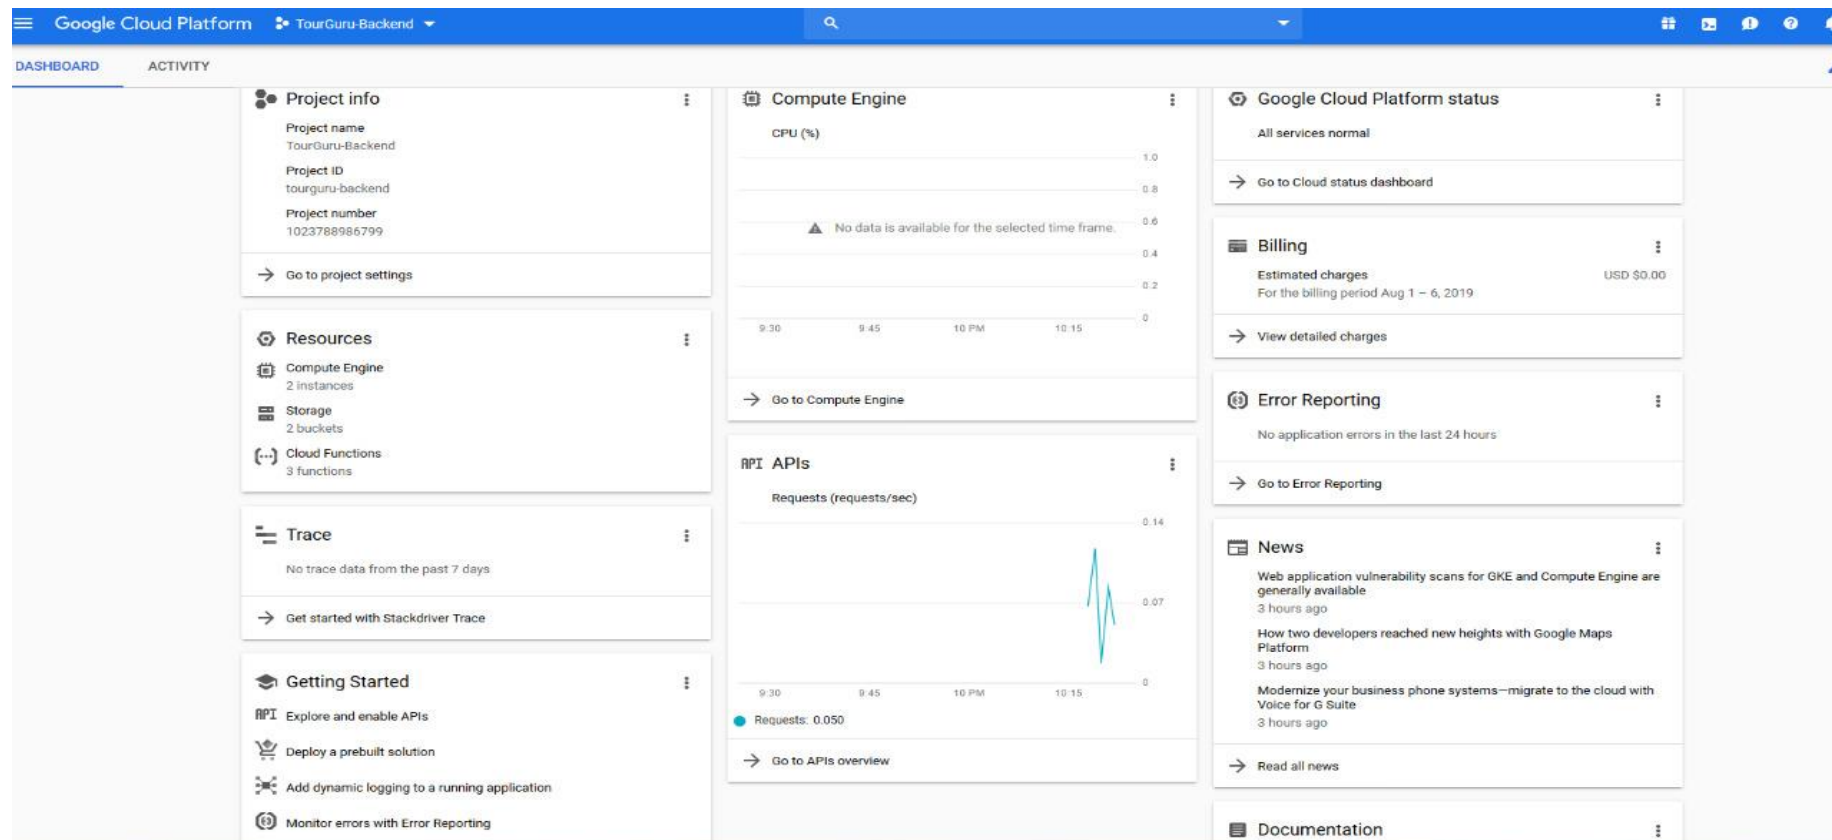 Google Cloud Platform
TourGuru-Backend
DASHBOARD
ACTIVITY
Project info
Project name
TourGuru-Backend
Project ID
tourguru-backend
Project number
1023788986799
Go to project settings
Resources
Compute Engine
2 instances
Storage
2 buckets
Cloud Functions
3 functions
Trace
No trace data from the past 7 days
Get started with Stackdriver Trace
Getting Started
API Explore and enable APIs
Deploy a prebuilt solution
Add dynamic logging to a running application
Monitor errors with Error Reporting
Compute Engine
CPU (%)
1.0
0.8
0.6
No data is available for the selected time frame.
0.4
0.2
0
9:30 9:45 10 PM 10:15
Go to Compute Engine
API APIs
Requests (requests/sec)
0.14
0.07
0
9:30 9:45 10 PM 10:15
Requests: 0.050
Go to APIs overview
Google Cloud Platform status
All services normal
Go to Cloud status dashboard
Billing
Estimated charges USD $0.00
For the billing period Aug 1 – 6, 2019
View detailed charges
Error Reporting
No application errors in the last 24 hours
Go to Error Reporting
News
Web application vulnerability scans for GKE and Compute Engine are
generally available
3 hours ago
How two developers reached new heights with Google Maps
Platform
3 hours ago
Modernize your business phone systems—migrate to the cloud with
Voice for G Suite
3 hours ago
Read all news
Documentation